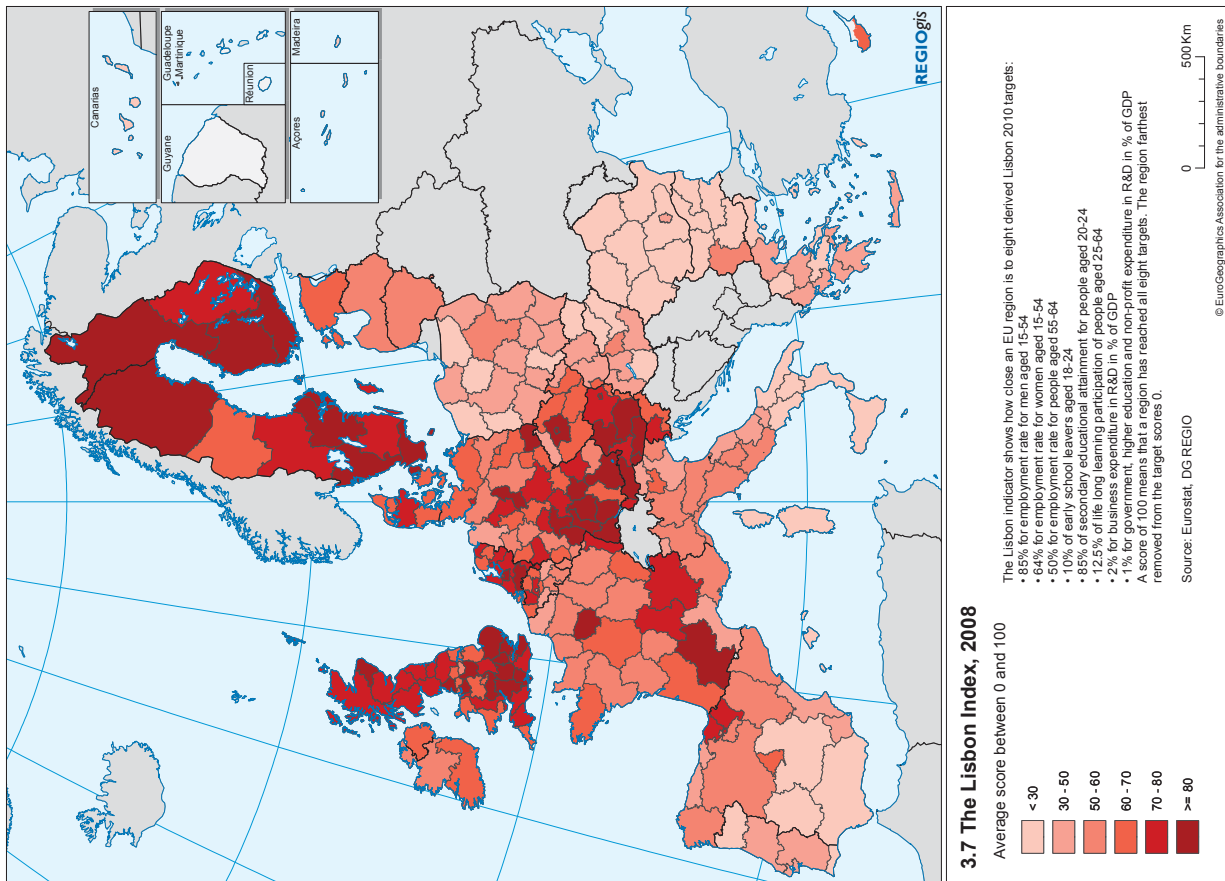 Canarias
Guyane
Guadeloupe
Martinique
Réunion
Açores
Madeira
REGIOgis
3.7 The Lisbon Index, 2008
Average score between 0 and 100
< 30
30 - 50
50 - 60
60 - 70
70 - 80
>= 80
The Lisbon indicator shows how close an EU region is to eight derived Lisbon 2010 targets:
• 85% for employment rate for men aged 15-54
• 64% for employment rate for women aged 15-54
• 50% for employment rate for people aged 55-64
• 10% of early school leavers aged 18-24
• 85% of secondary educational attainment for people aged 20-24
• 12.5% of life long learning participation of people aged 25-64
• 2% for business expenditure in R&D in % of GDP
• 1% for government, higher education and non-profit expenditure in R&D in % of GDP
A score of 100 means that a region has reached all eight targets. The region farthest
removed from the target scores 0.
Source: Eurostat, DG REGIO
0 500 Km
© EuroGeographics Association for the administrative boundaries